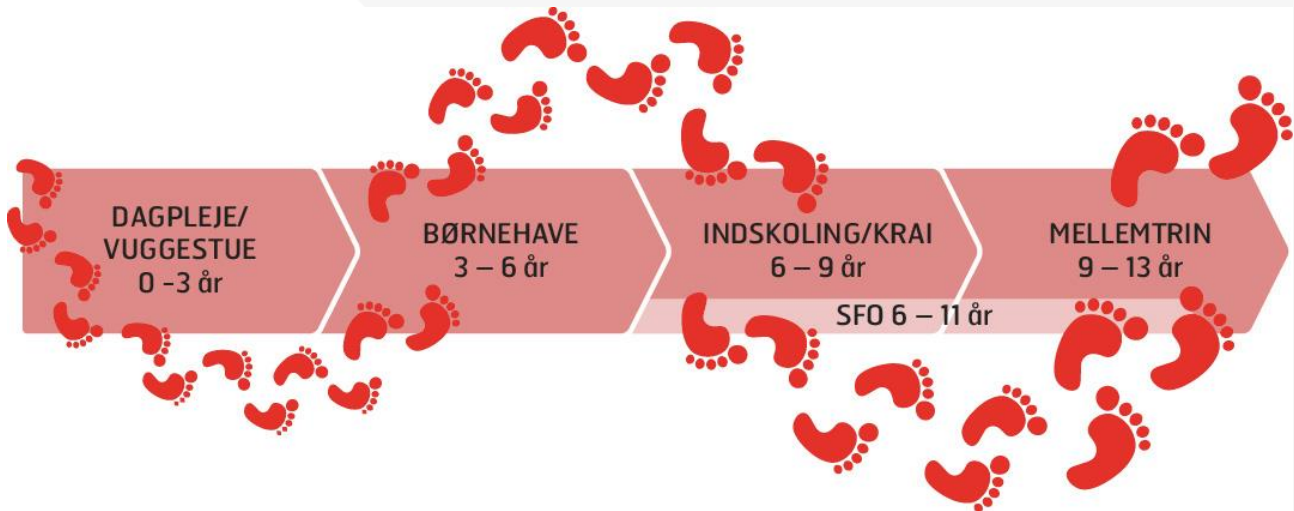 DAGPLEJE/
VUGGESTUE
0 -3 år
BØRNEHAVE
3 – 6 år
INDSKOLING/KRAI
6 – 9 år
MELLEMTRIN
9 – 13 år
SFO 6 – 11 år